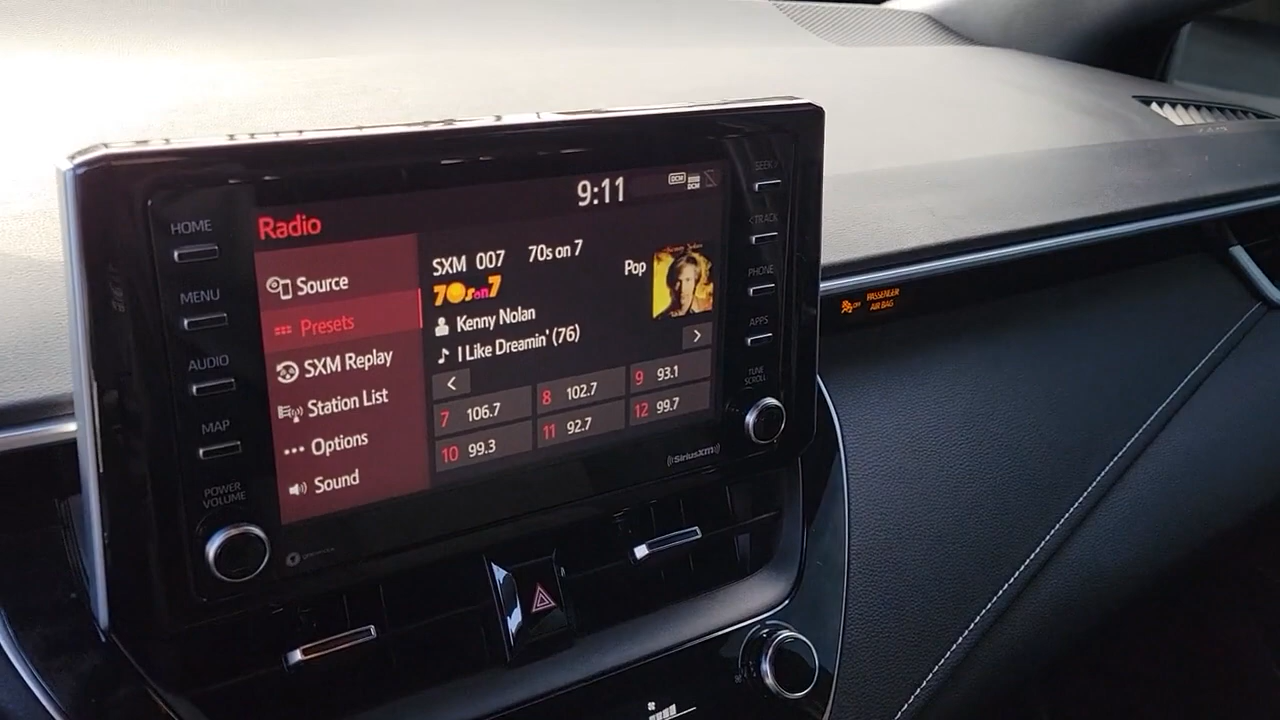 9:11
DCM
DCM
Radio
HOME
MENU
AUDIO
MAP
POWER
VOLUME
Source
Presets
SXM Replay
Station List
Options
Sound
SXM 007 70s on 7
Pop
70son7
Kenny Nolan
I Like Dreamin' (76)
<
>
7 106.7
8 102.7
9 93.1
10 99.3
11 92.7
12 99.7
SiriusXM
SEEK>
<TRACK
PHONE
APPS
TUNE
SCROLL
OFF
PASSENGER
AIR BAG